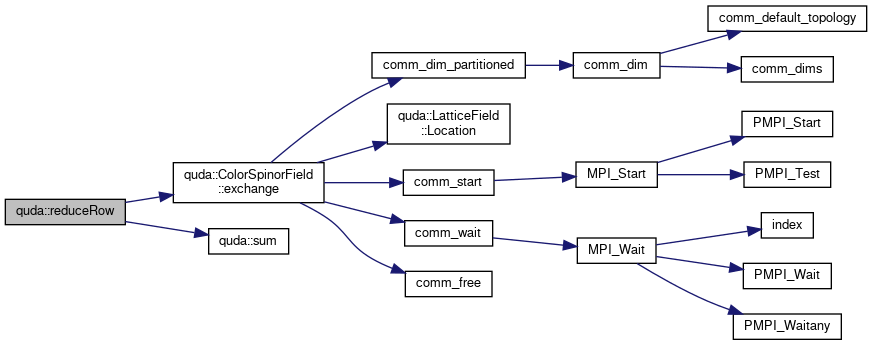 quda::reduceRow
quda::ColorSpinorField
::exchange
quda::sum
comm_dim_partitioned
quda::LatticeField
::Location
comm_start
comm_wait
comm_free
comm_dim
MPI_Start
MPI_Wait
comm_default_topology
comm_dims
PMPI_Start
PMPI_Test
index
PMPI_Wait
PMPI_Waitany